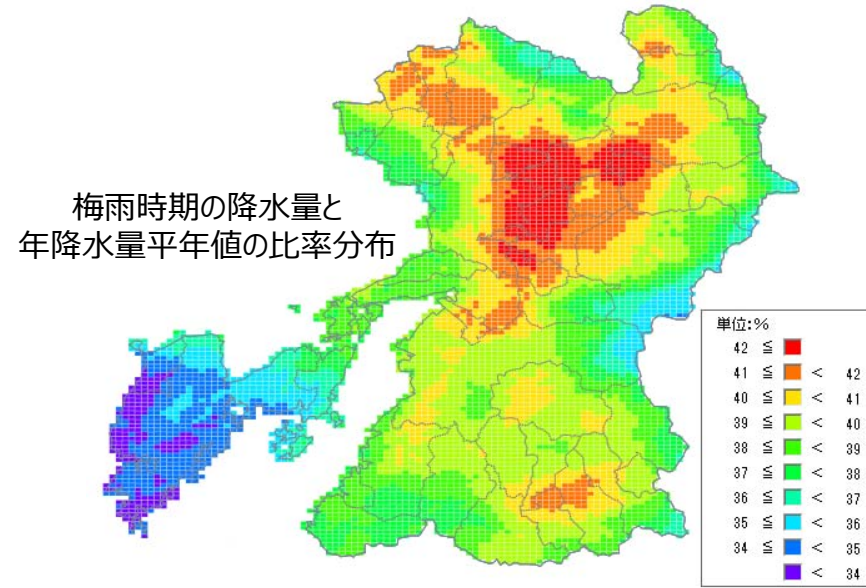 梅雨時期の降水量と
年降水量平年値の比率分布
単位:%
42 ≦
41 ≦ < 42
40 ≦ < 41
39 ≦ < 40
38 ≦ < 39
37 ≦ < 38
36 ≦ < 37
35 ≦ < 36
34 ≦ < 35
< 34